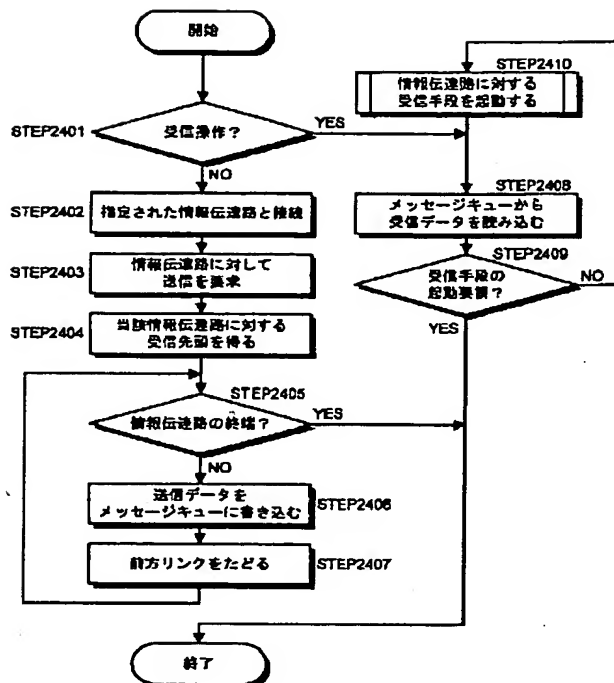 開始
STEP2401
受信操作？
YES
NO
STEP2402
指定された情報伝達路と接続
STEP2403
情報伝達路に対して
送信を要求
STEP2404
当該情報伝達路に対する
受信先頭を得る
STEP2405
情報伝達路の終端？
YES
NO
送信データを
メッセージキューに書き込む
STEP2406
前方リンクをたどる
STEP2407
終了
STEP2410
情報伝達路に対する
受信手段を起動する
STEP2408
メッセージキューから
受信データを読み込む
STEP2409
受信手段の
NO
YES